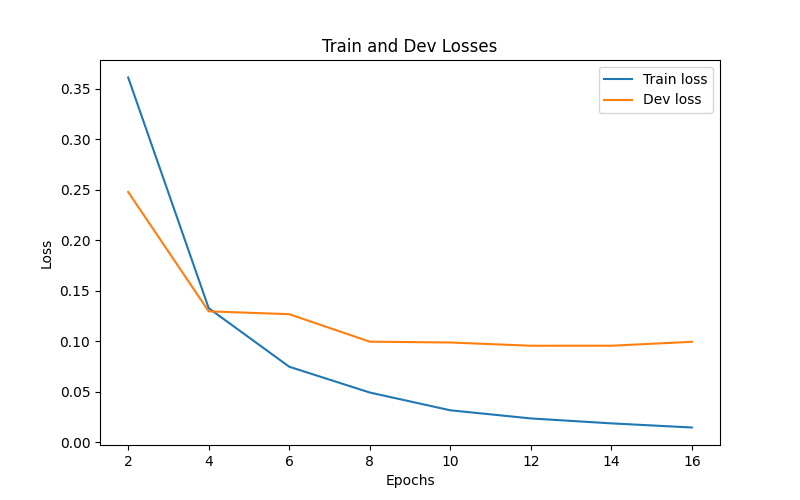 Train and Dev Losses
Train loss
Dev loss
0.35
0.30
0.25
0.20
0.15
0.10
0.05
0.00
Loss
2 4 6 8 10 12 14 16
Epochs